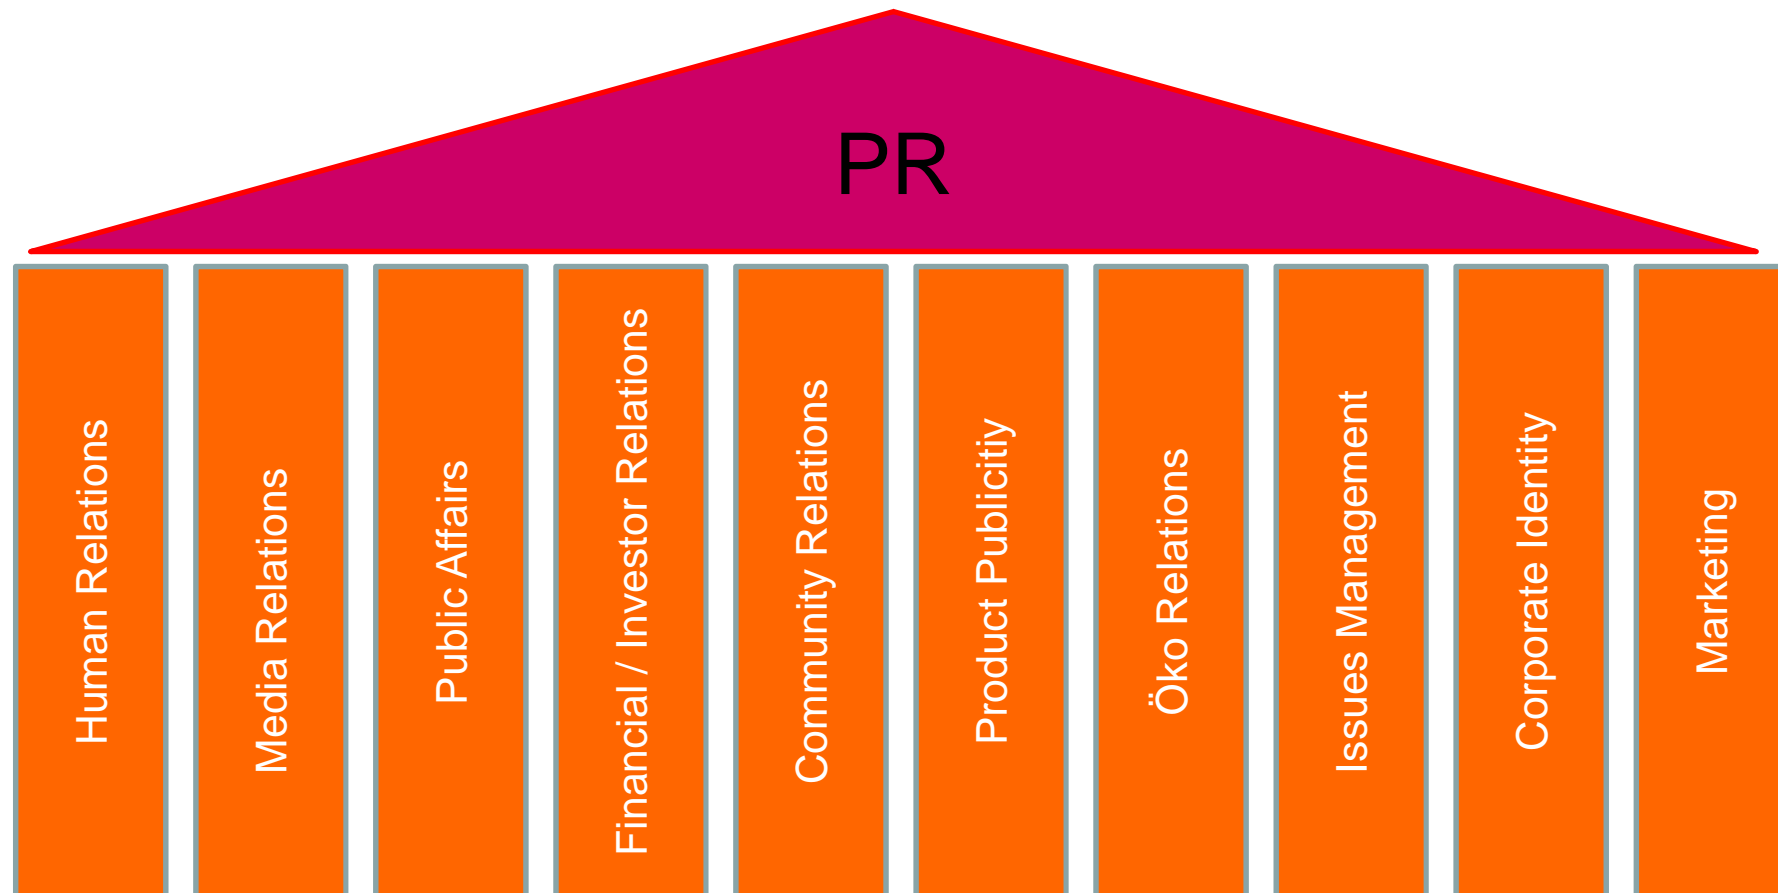 PR
Human Relations
Media Relations
Public Affairs
Financial / Investor Relations
Community Relations
Product Publicitiy
Öko Relations
Issues Management
Corporate Identity
Marketing